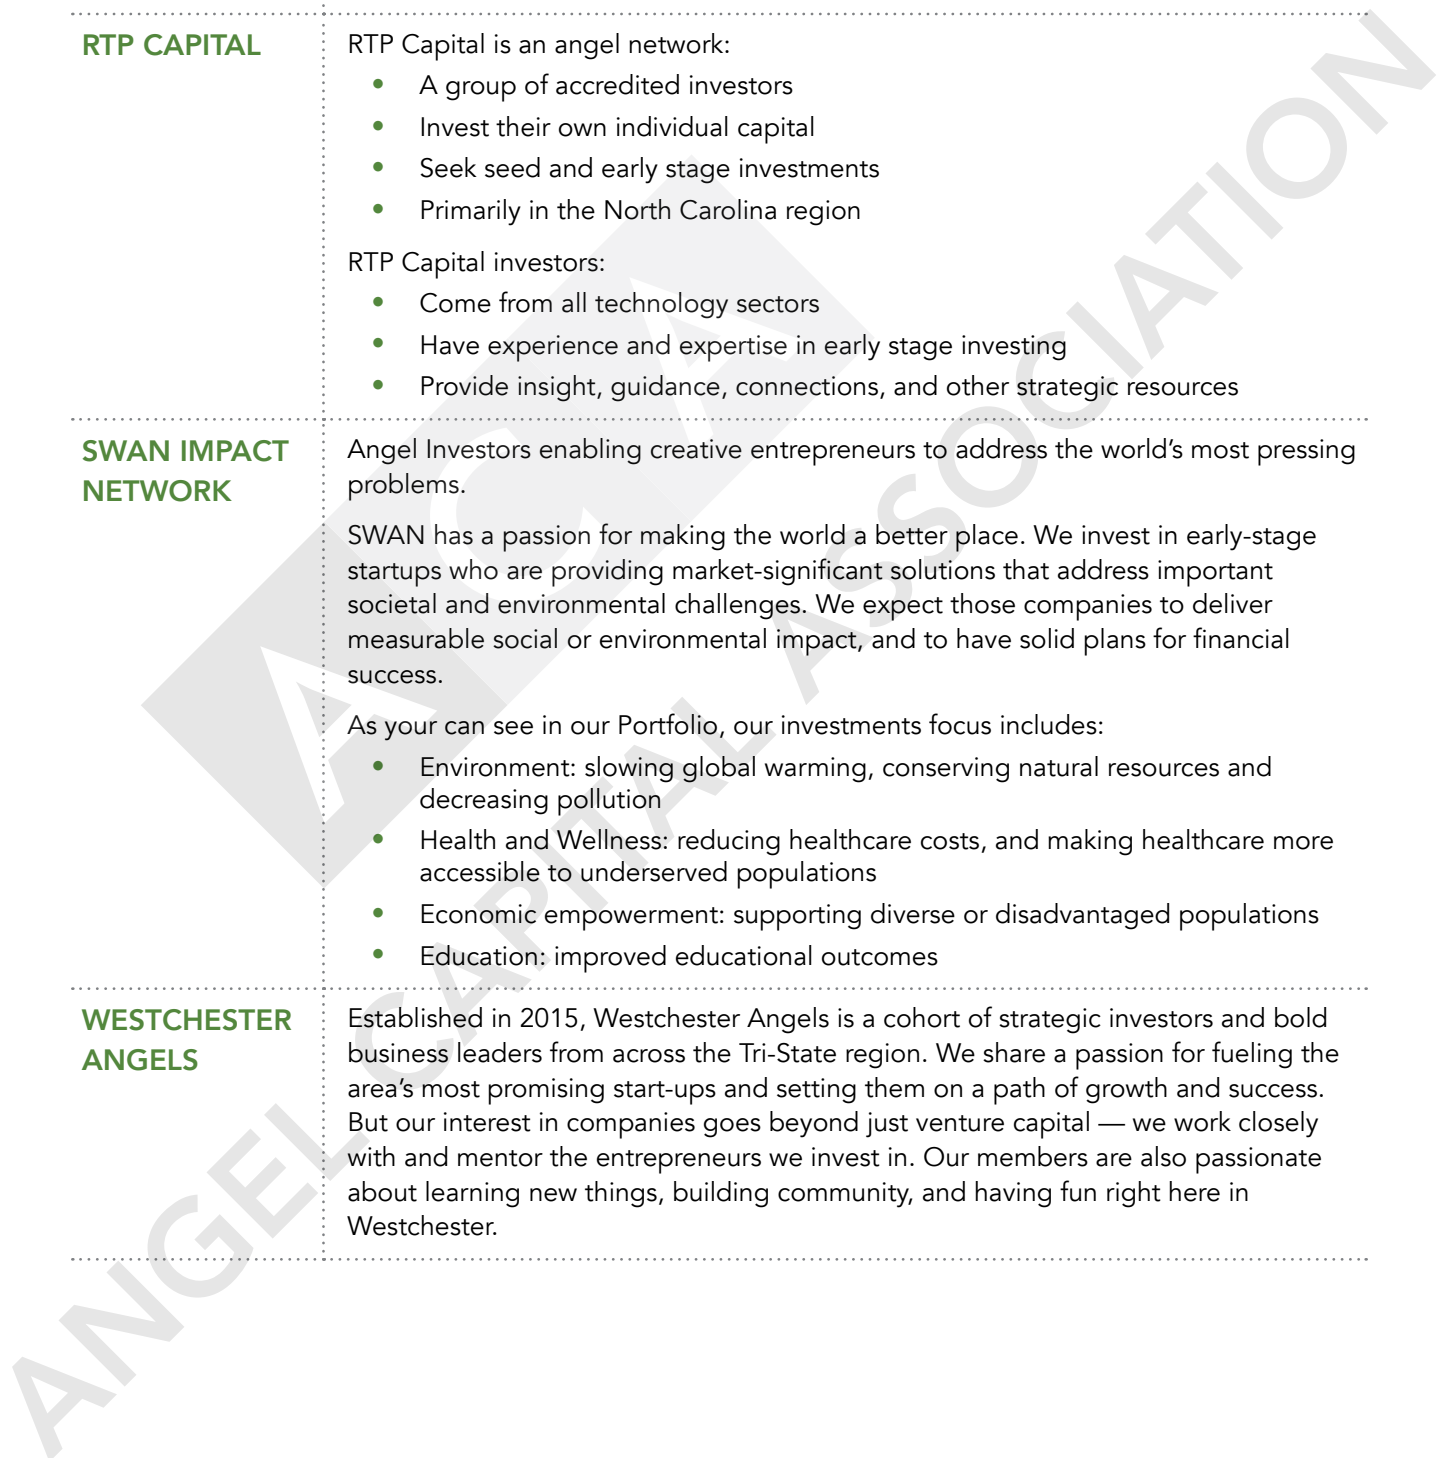 RTP CAPITAL
RTP Capital is an angel network:
• A group of accredited investors
• Invest their own individual capital
• Seek seed and early stage investments
• Primarily in the North Carolina region
RTP Capital investors:
• Come from all technology sectors
• Have experience and expertise in early stage investing
• Provide insight, guidance, connections, and other strategic resources
SWAN IMPACT
NETWORK
Angel Investors enabling creative entrepreneurs to address the world's most pressing
problems.
SWAN has a passion for making the world a better place. We invest in early-stage
startups who are providing market-significant solutions that address important
societal and environmental challenges. We expect those companies to deliver
measurable social or environmental impact, and to have solid plans for financial
success.
As your can see in our Portfolio, our investments focus includes:
• Environment: slowing global warming, conserving natural resources and
decreasing pollution
• Health and Wellness: reducing healthcare costs, and making healthcare more
accessible to underserved populations
• Economic empowerment: supporting diverse or disadvantaged populations
• Education: improved educational outcomes
WESTCHESTER
ANGELS
Established in 2015, Westchester Angels is a cohort of strategic investors and bold
business leaders from across the Tri-State region. We share a passion for fueling the
area's most promising start-ups and setting them on a path of growth and success.
But our interest in companies goes beyond just venture capital — we work closely
with and mentor the entrepreneurs we invest in. Our members are also passionate
about learning new things, building community, and having fun right here in
Westchester.
ACA
ANGEL CAPITAL ASSOCIATION